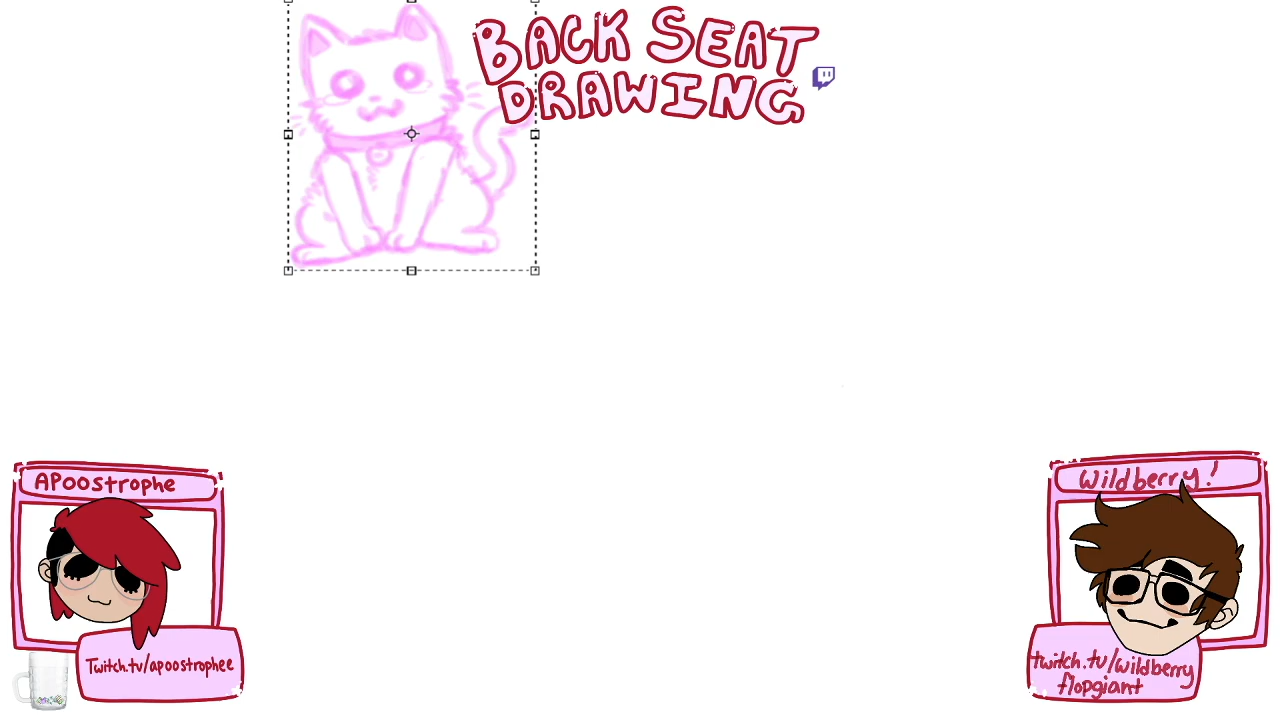 BACK SEAT
DRAWING
APoostrophe
Twitch.tv/apoostrophee
Wildberry!
twitch.tv/wildberry
flopgiant